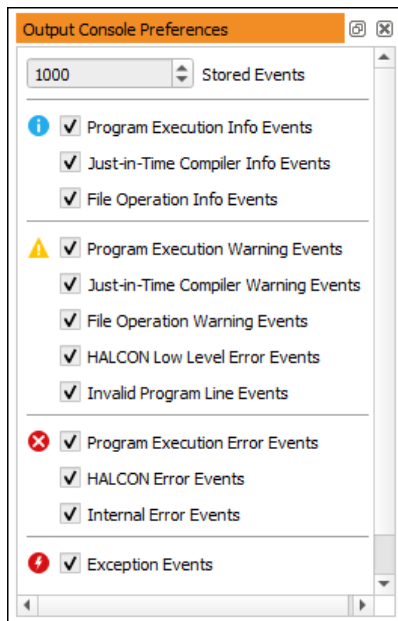 Output Console Preferences
1000 Stored Events
Program Execution Info Events
Just-in-Time Compiler Info Events
File Operation Info Events
Program Execution Warning Events
Just-in-Time Compiler Warning Events
File Operation Warning Events
HALCON Low Level Error Events
Invalid Program Line Events
Program Execution Error Events
HALCON Error Events
Internal Error Events
Exception Events